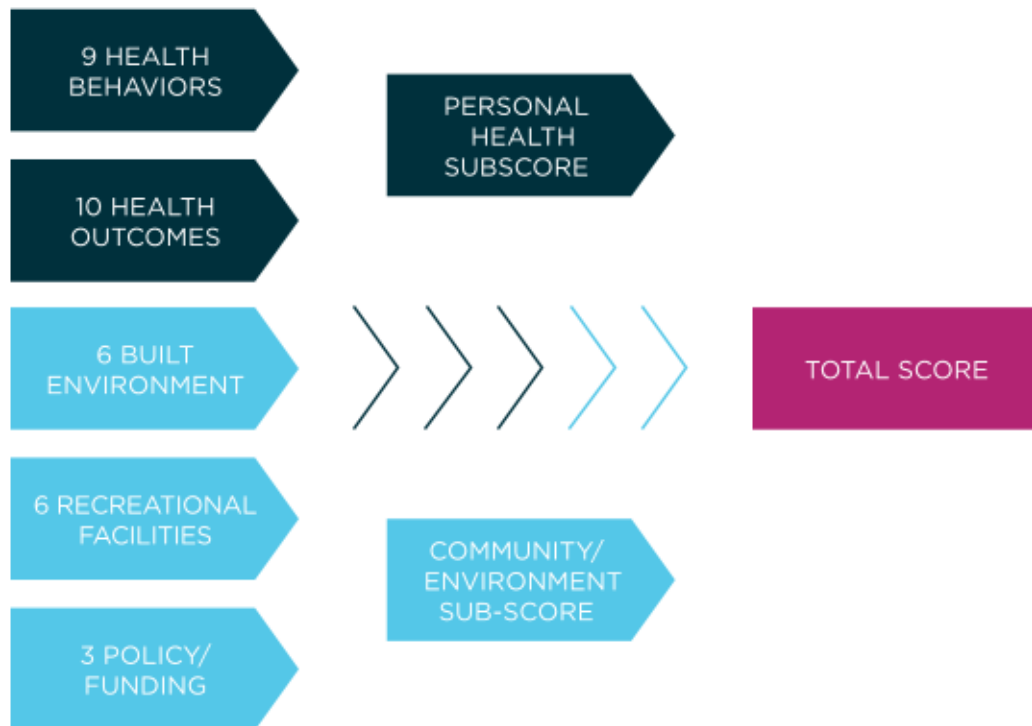 9 HEALTH
BEHAVIORS
PERSONAL
HEALTH
SUBSCORE
10 HEALTH
OUTCOMES
6 BUILT
ENVIRONMENT
TOTAL SCORE
6 RECREATIONAL
FACILITIES
COMMUNITY/
ENVIRONMENT
SUB-SCORE
3 POLICY/
FUNDING